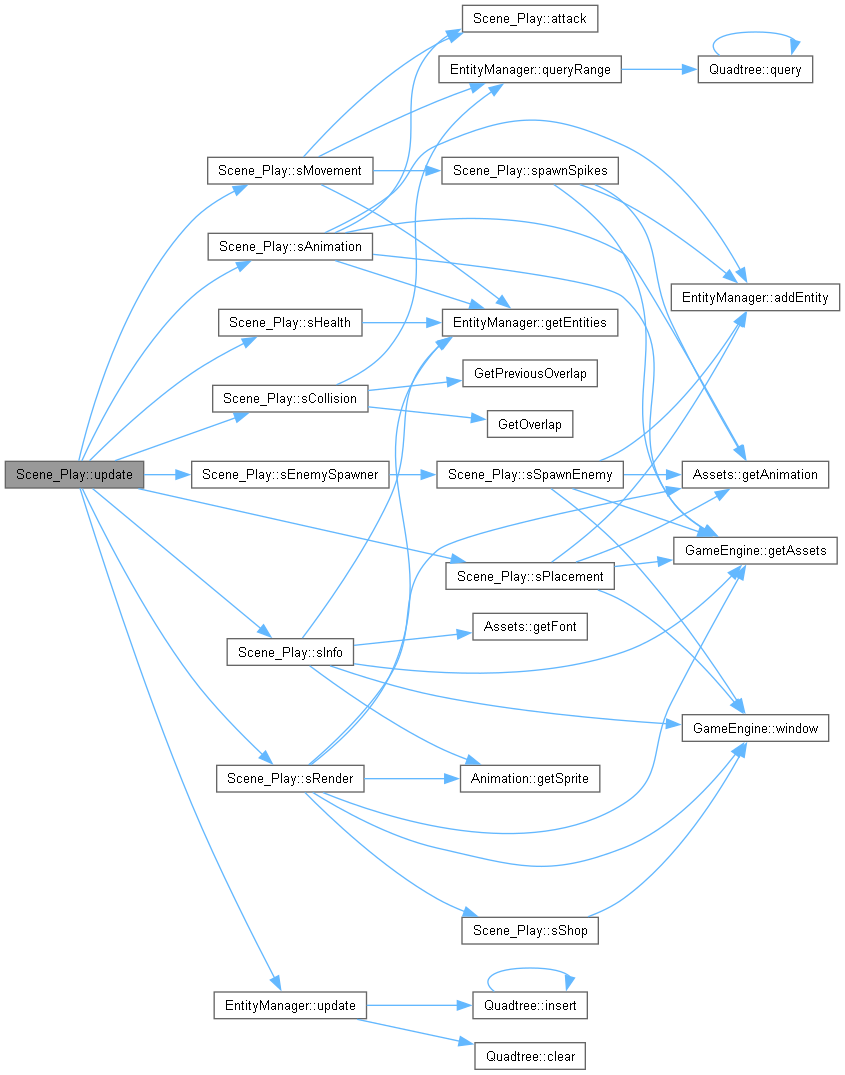 Scene_Play::attack
EntityManager::queryRange
Quadtree::query
Scene_Play::sMovement
Scene_Play::spawnSpikes
Scene_Play::sAnimation
EntityManager::addEntity
Scene_Play::sHealth
EntityManager::getEntities
GetPreviousOverlap
Scene_Play::sCollision
GetOverlap
Scene_Play::update
Scene_Play::sEnemySpawner
Scene_Play::sSpawnEnemy
Assets::getAnimation
GameEngine::getAssets
Scene_Play::sPlacement
Assets::getFont
Scene_Play::sInfo
GameEngine::window
Scene_Play::sRender
Animation::getSprite
Scene_Play::sShop
EntityManager::update
Quadtree::insert
Quadtree::clear